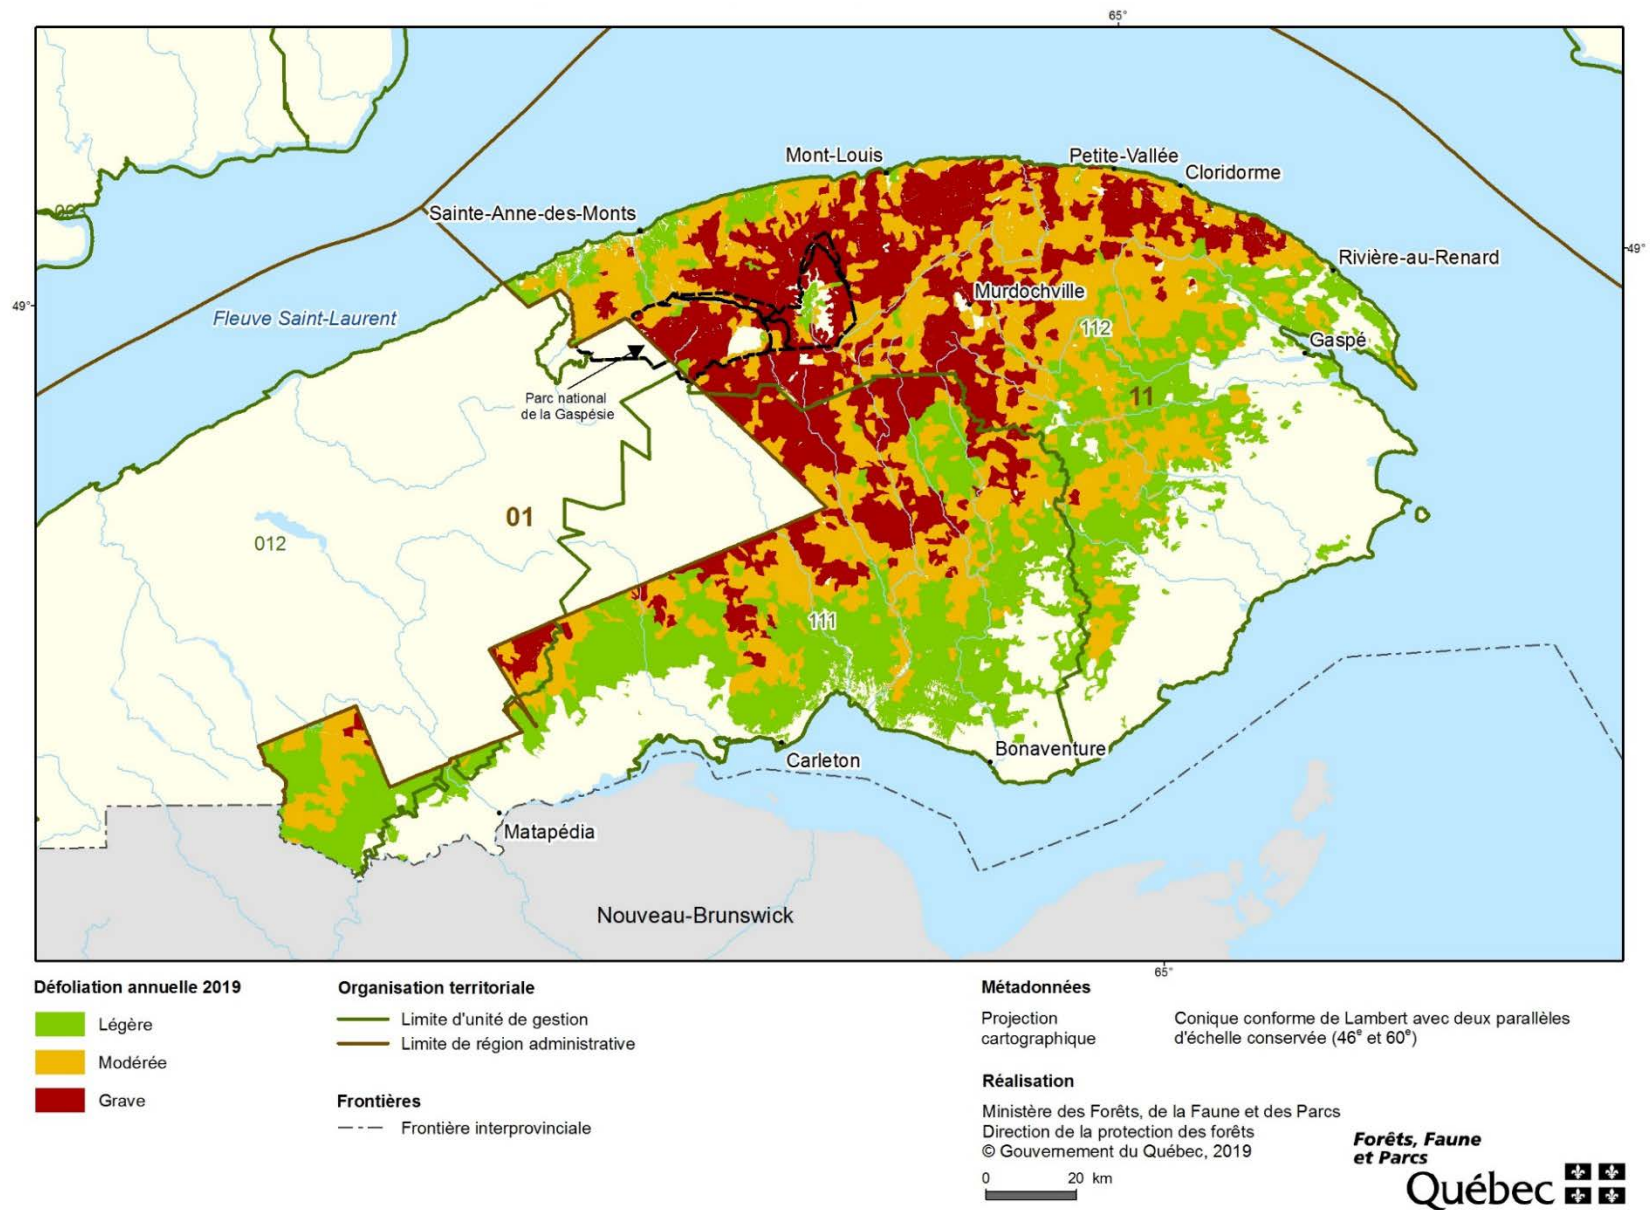 65°
Mont-Louis
Petite-Vallée
Cloridorme
Sainte-Anne-des-Monts
49°
Rivière-au-Renard
Murdochville
49°
Fleuve Saint-Laurent
112
Gaspé
Parc national
de la Gaspésie
11
01
012
111
Bonaventure
Carleton
Matapédia
Nouveau-Brunswick
65°
Défoliation annuelle 2019
Légère
Modérée
Grave
Organisation territoriale
Limite d'unité de gestion
Limite de région administrative
Frontières
Frontière interprovinciale
Métadonnées
Projection
cartographique
Conique conforme de Lambert avec deux parallèles
d'échelle conservée (46e et 60e)
Réalisation
Ministère des Forêts, de la Faune et des Parcs
Direction de la protection des forêts
© Gouvernement du Québec, 2019
0 20 km
Forêts, Faune
et Parcs
Québec